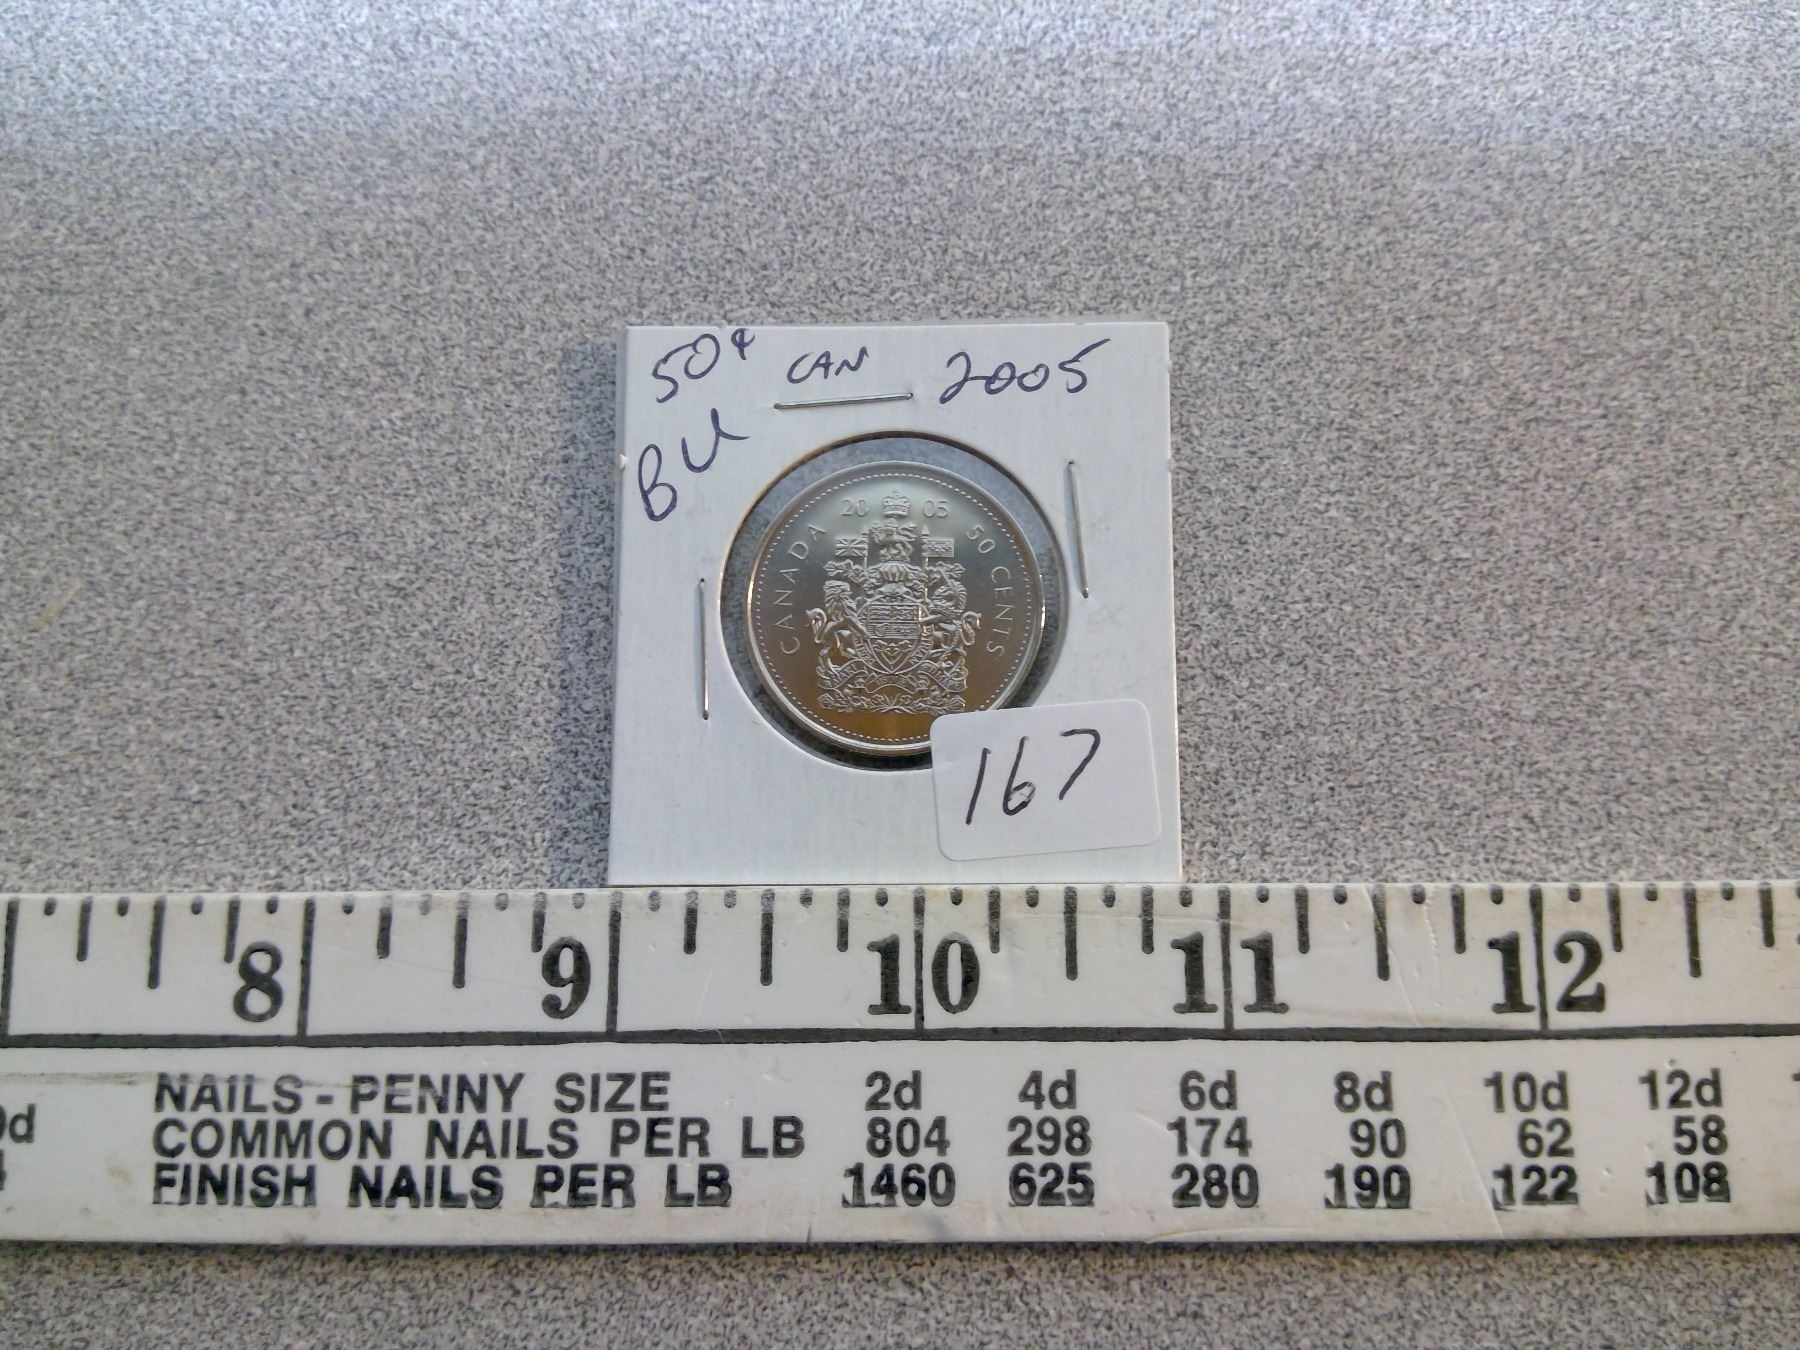 50¢ CAN 2005
BU
20 05
CANADA
50 CENTS
167
8 9 10 11 12
NAILS - PENNY SIZE 2d 4d 6d 8d 10d 12d
COMMON NAILS PER LB 804 298 174 90 62 58
FINISH NAILS PER LB 1460 625 280 190 122 108